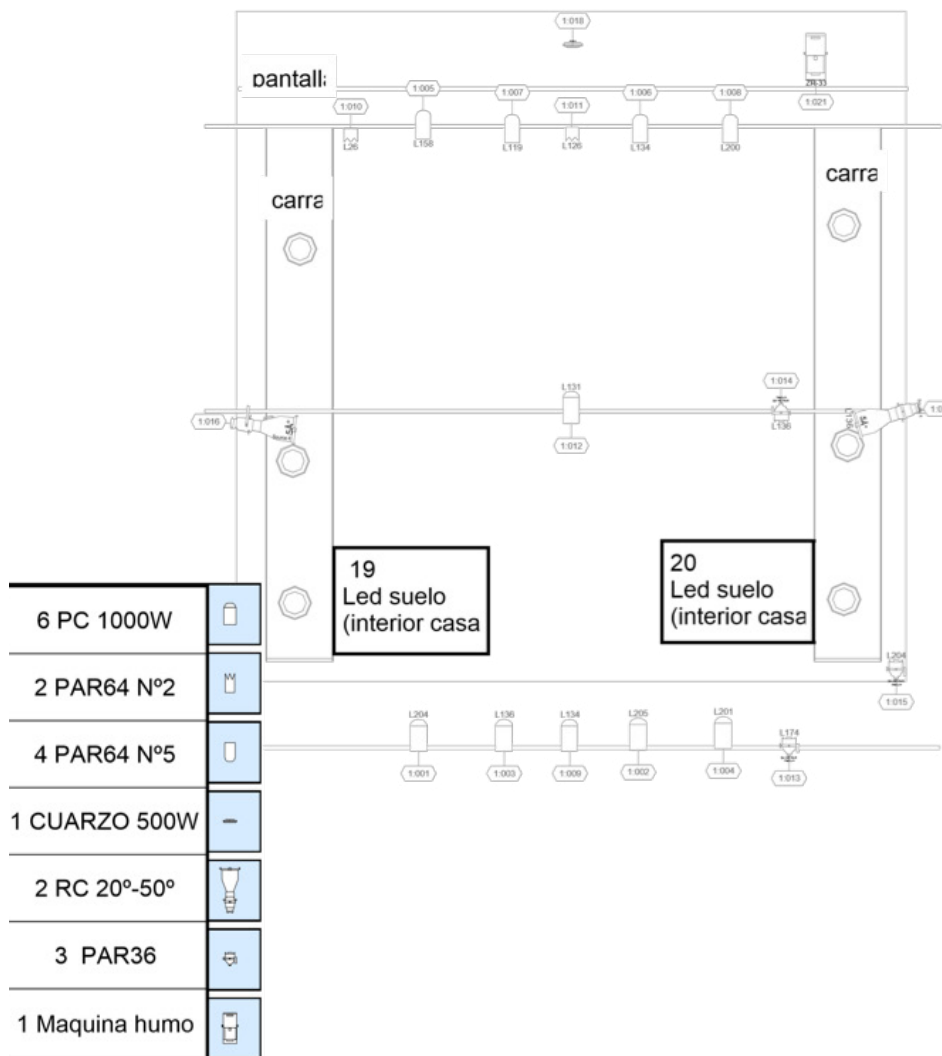 1:018
pantall
ZR-33
1:005
1:007
1:006
1:008
1:021
1:010
1:011
L26
L158
L119
L126
L134
L200
carra
carra
1:014
L131
1:016
L136
1:012
19
Led suelo
(interior casa
20
Led suelo
(interior casa
L204
1:015
L204
L136
L134
L205
L201
L174
1:001
1:003
1:009
1:002
1:004
1:013
6 PC 1000W
2 PAR64 Nº2
4 PAR64 Nº5
1 CUARZO 500W
2 RC 20º-50º
3 PAR36
1 Maquina humo